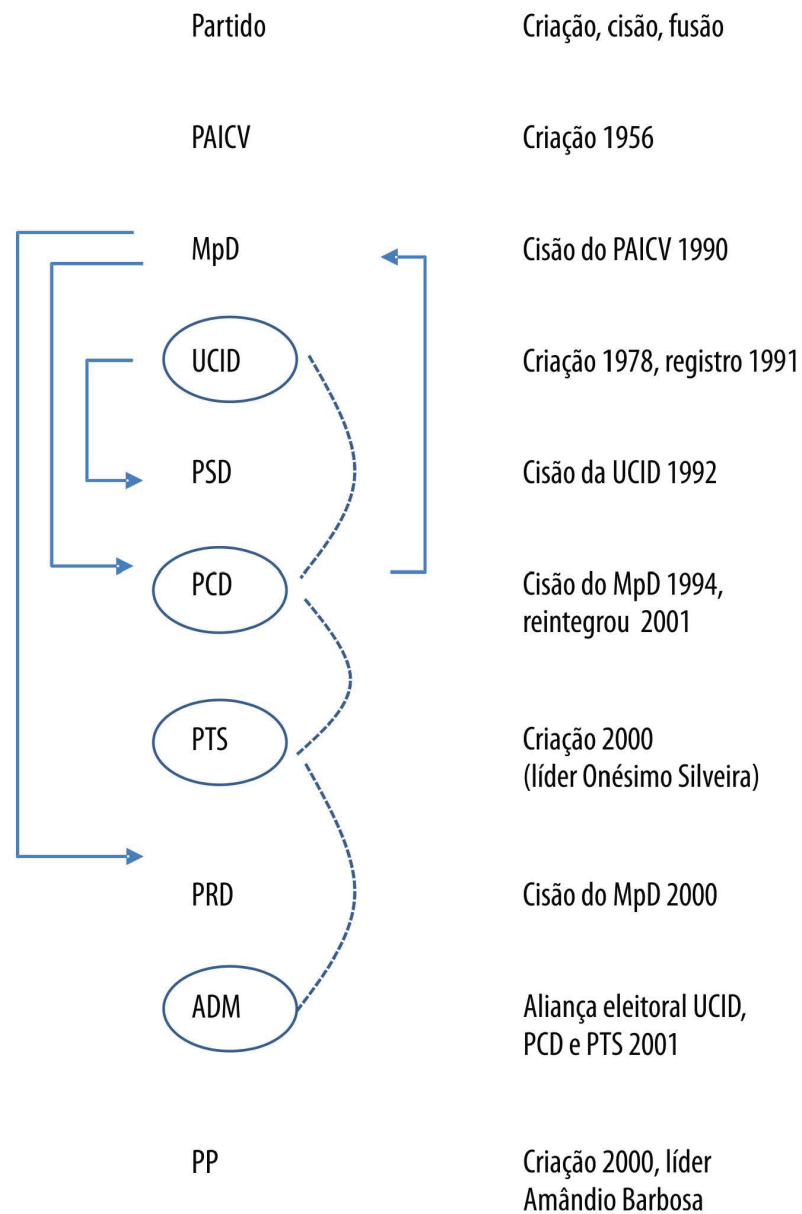 Partido Criação, cisão, fusão
PAICV Criação 1956
MpD Cisão do PAICV 1990
UCID Criação 1978, registro 1991
PSD Cisão da UCID 1992
PCD Cisão do MpD 1994,
reintegrou 2001
PTS Criação 2000
(líder Onésimo Silveira)
PRD Cisão do MpD 2000
ADM Aliança eleitoral UCID,
PCD e PTS 2001
PP Criação 2000, líder
Amândio Barbosa